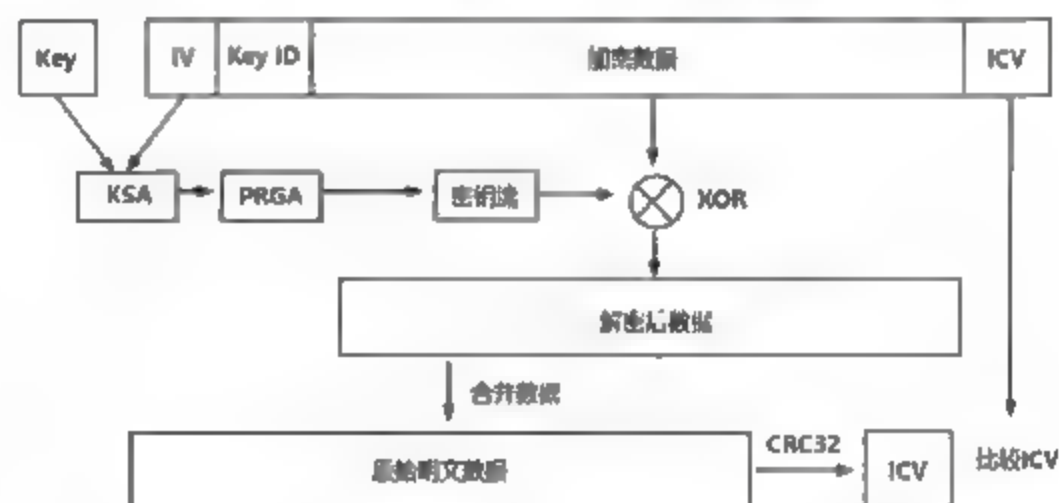 Key
IV
Key ID
加密数据
ICV
KSA
PRGA
密钥流
XOR
解密后数据
合并数据
原始明文数据
CRC32
ICV
比较ICV